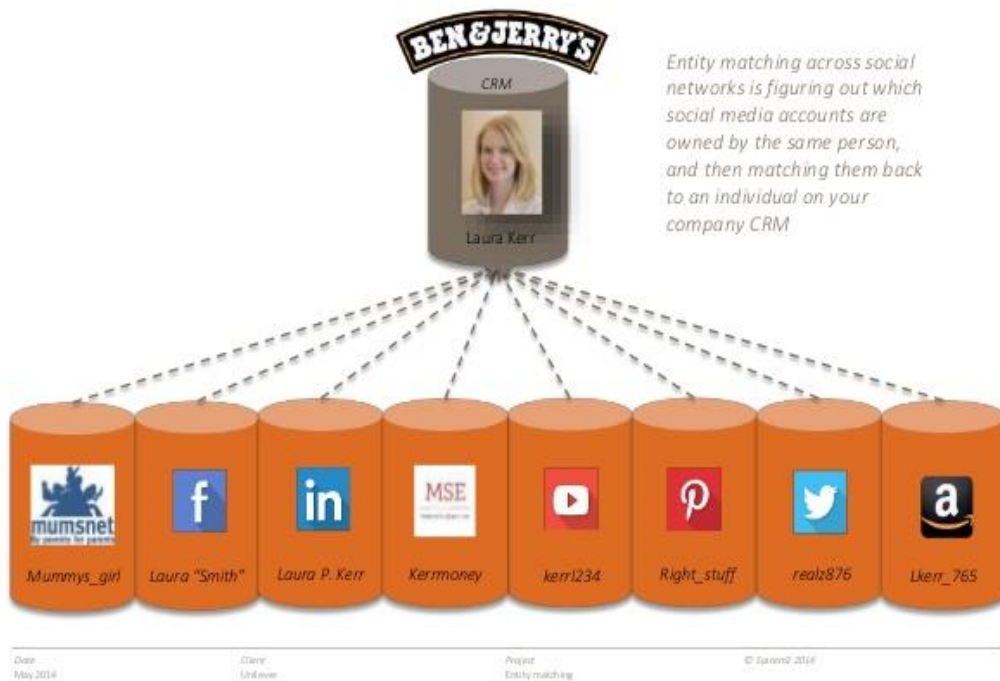 BEN & JERRY'S
CRM
Laura Kerr
Entity matching across social
networks is figuring out which
social media accounts are
owned by the same person,
and then matching them back
to an individual on your
company CRM
mumsnet
by parents for parents
f
in
MSE
a
Mummys_girl
Laura "Smith"
Laura P. Kerr
Kerrmoney
kerr1234
Right_stuff
realz876
Lkerr_765
Date
May 2014
Client
Unilever
Project
Entity matching
© System2 2014